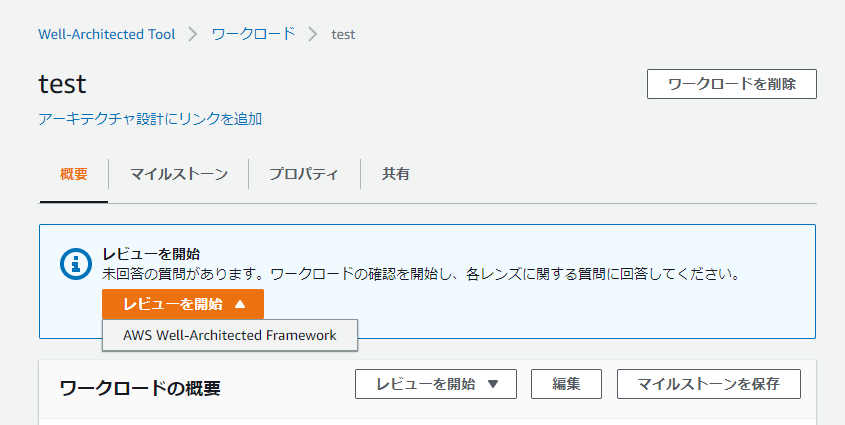 Well-Architected Tool > ワークロード > test
test
ワークロードを削除
アーキテクチャ設計にリンクを追加
概要 マイルストーン プロパティ 共有
レビューを開始
未回答の質問があります。ワークロードの確認を開始し、各レンズに関する質問に回答してください。
レビューを開始
AWS Well-Architected Framework
ワークロードの概要 レビューを開始 編集 マイルストーンを保存